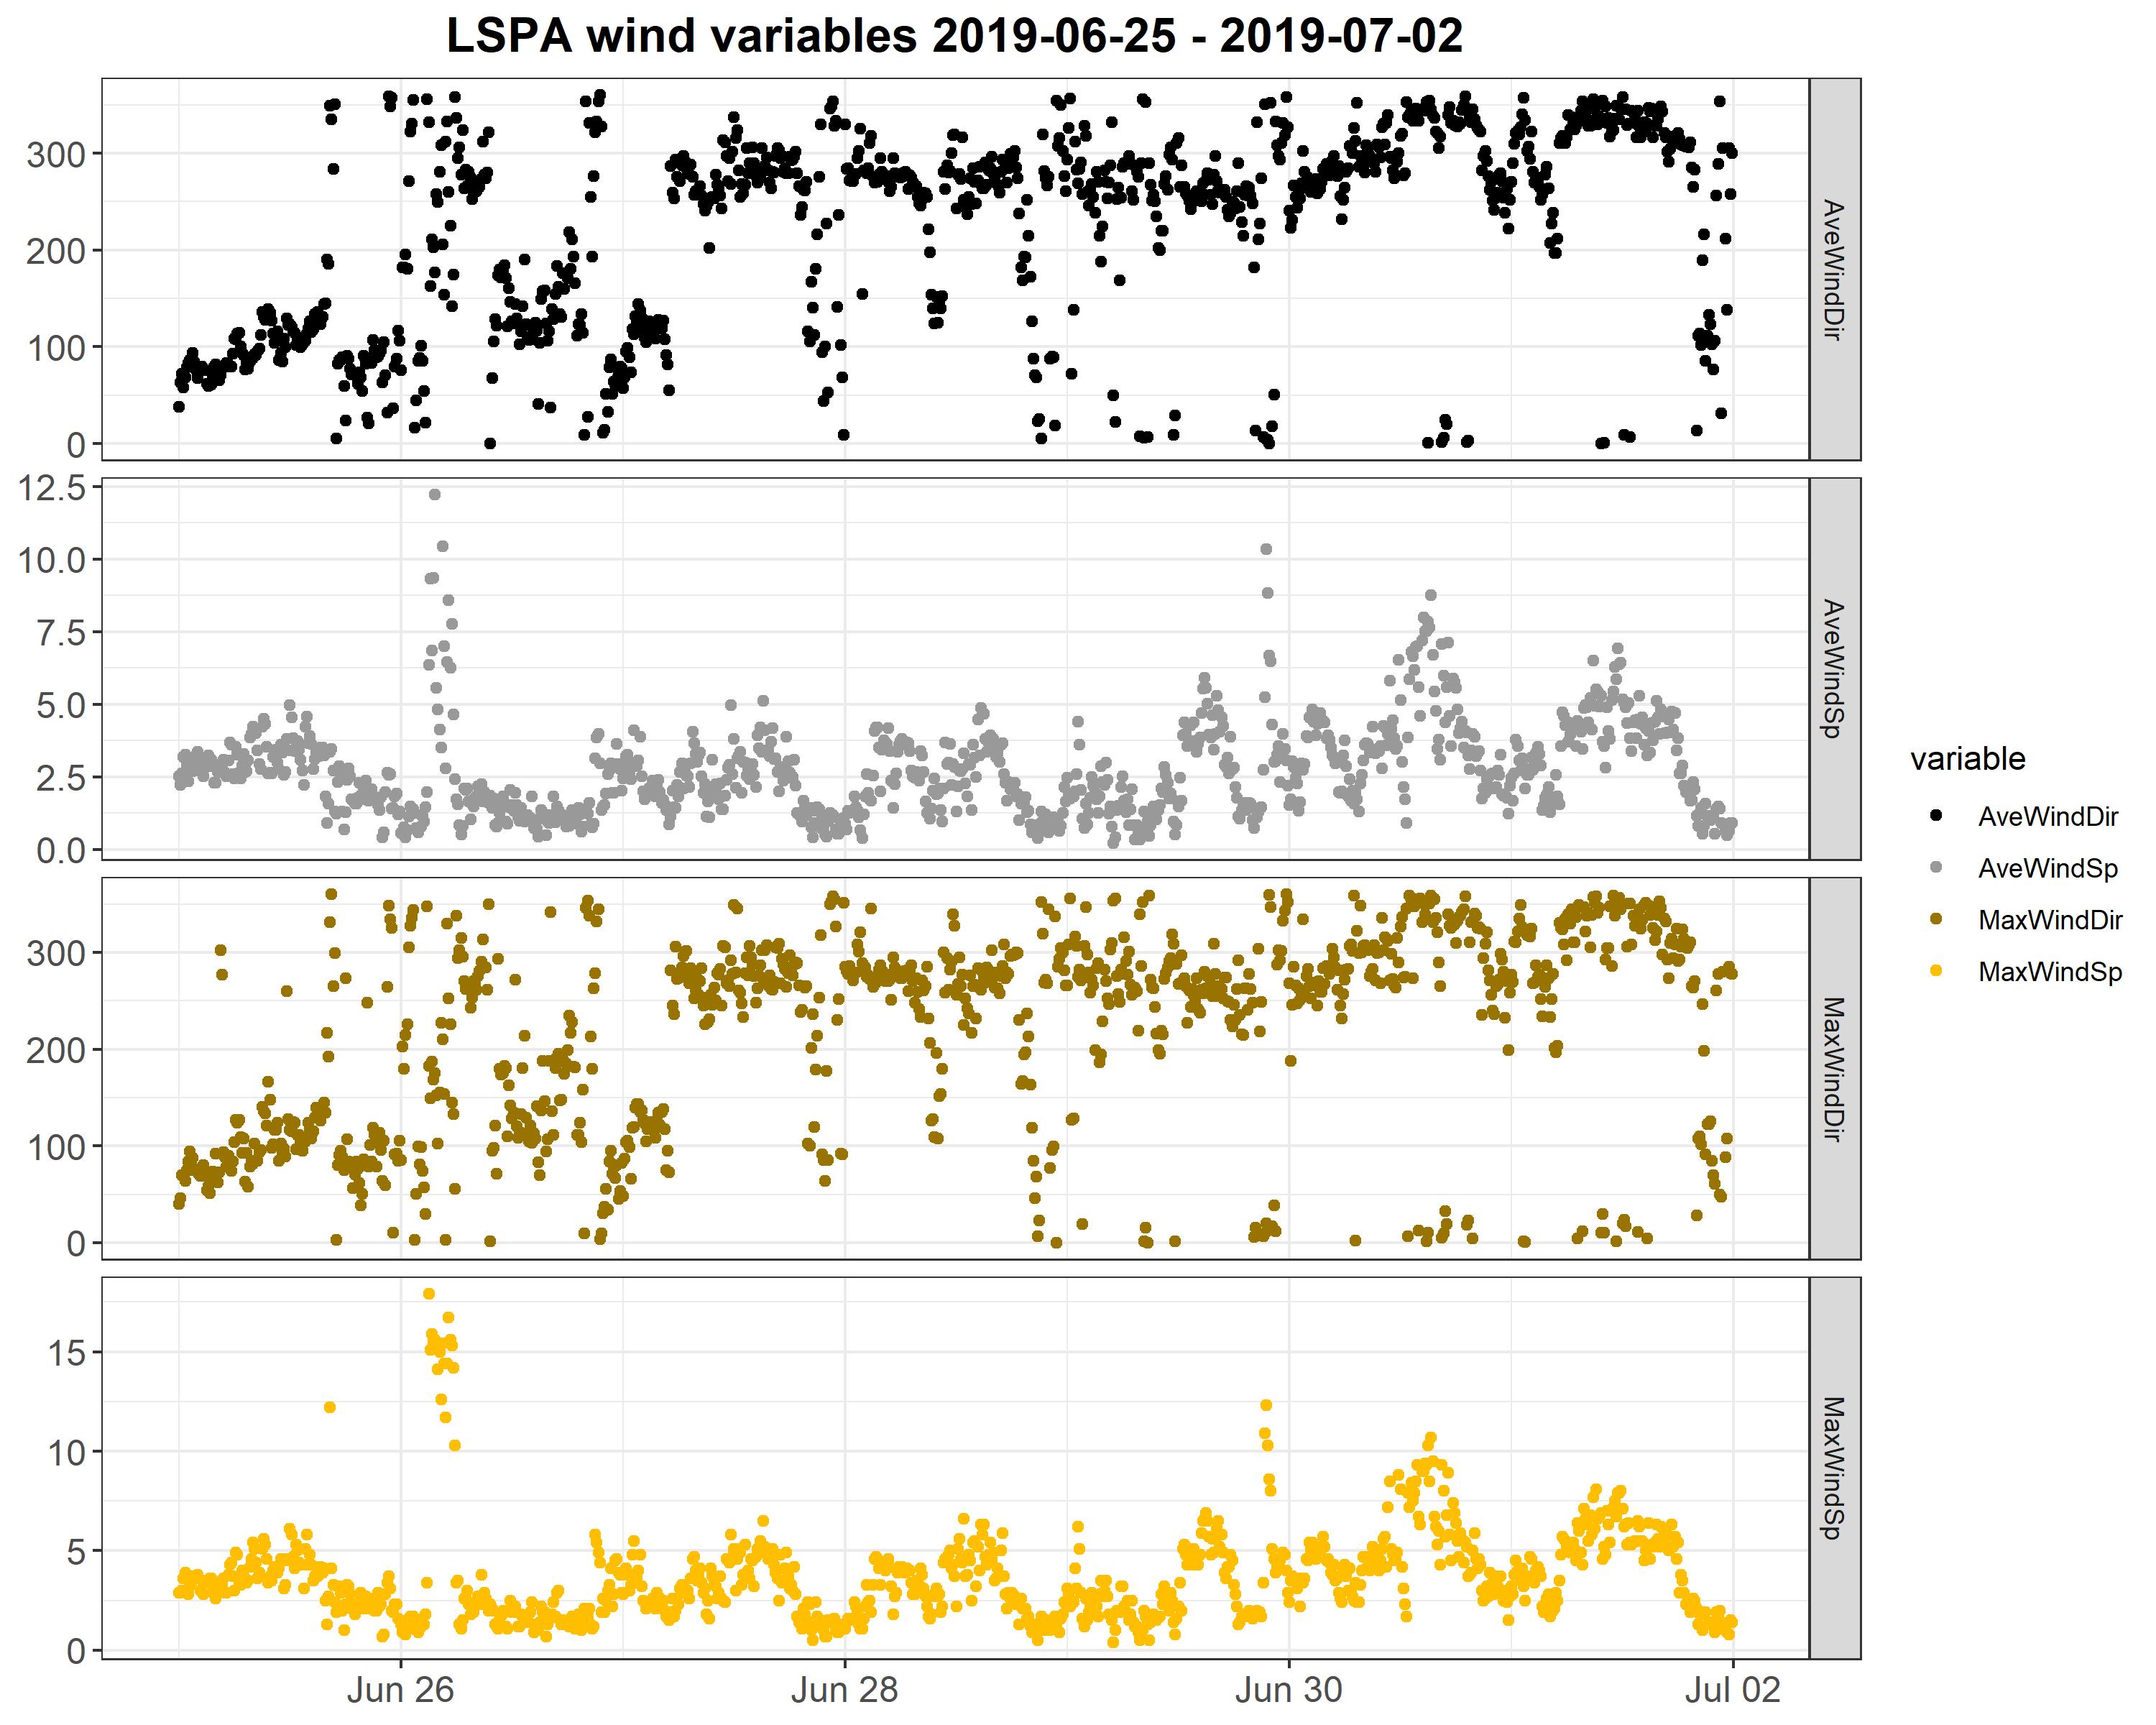 LSPA wind variables 2019-06-25 - 2019-07-02
300
200
100
0
AveWindDir
12.5
10.0
7.5
5.0
2.5
0.0
AveWindSp
300
200
100
0
MaxWindDir
15
10
5
0
MaxWindSp
Jun 26 Jun 28 Jun 30 Jul 02
variable
AveWindDir
AveWindSp
MaxWindDir
MaxWindSp